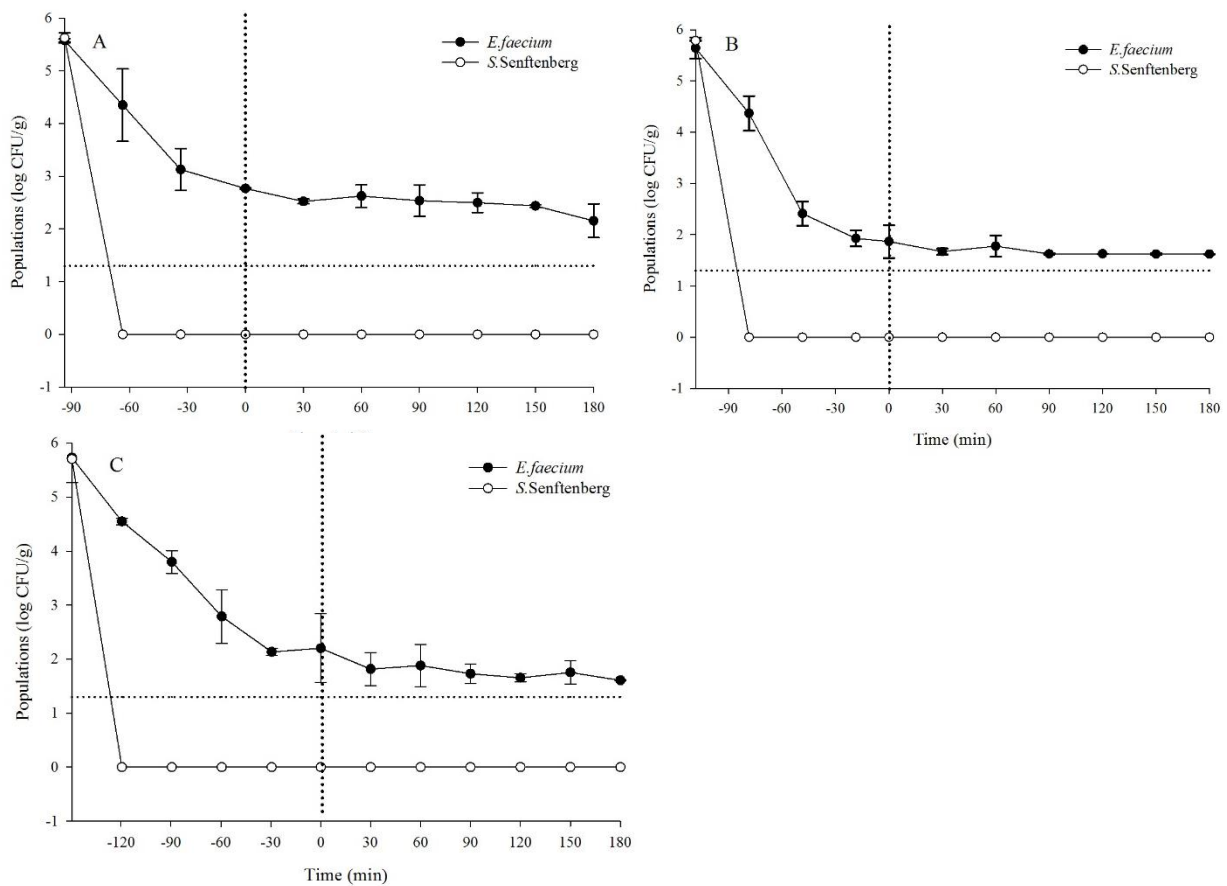 A
E.faecium
S.Senftenberg
Populations (log CFU/g)
6
5
4
3
2
1
0
-1
-90 -60 -30 0 30 60 90 120 150 180
B
E.faecium
S.Senftenberg
Populations (log CFU/g)
6
5
4
3
2
1
0
-1
-90 -60 -30 0 30 60 90 120 150 180
Time (min)
C
E.faecium
S.Senftenberg
Populations (log CFU/g)
6
5
4
3
2
1
0
-1
-120 -90 -60 -30 0 30 60 90 120 150 180
Time (min)